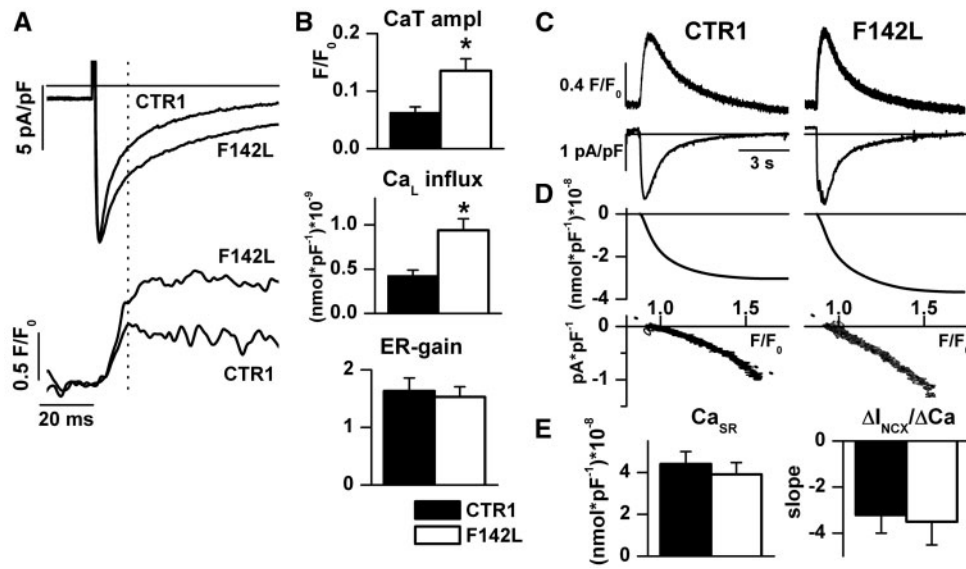 A
5 pA/pF
CTR1
F142L
F142L
CTR1
0.5 F/F0
20 ms
B
CaT ampl
F/F0
0.2
0.1
0.0
*
CaL influx
(nmol*pF-1)*10-9
1.0
0.5
0.0
*
ER-gain
2
1
0
CTR1
F142L
C
CTR1
F142L
0.4 F/F0
1 pA/pF
3 s
D
(nmol*pF-1)*10-8
0
-2
-4
1.0 1.5
1.0 1.5
F/F0
F/F0
pA*pF-1
0
-1
E
CaSR
(nmol*pF-1)*10-8
4
2
0
ΔINCX/ΔCa
slope
0
-2
-4